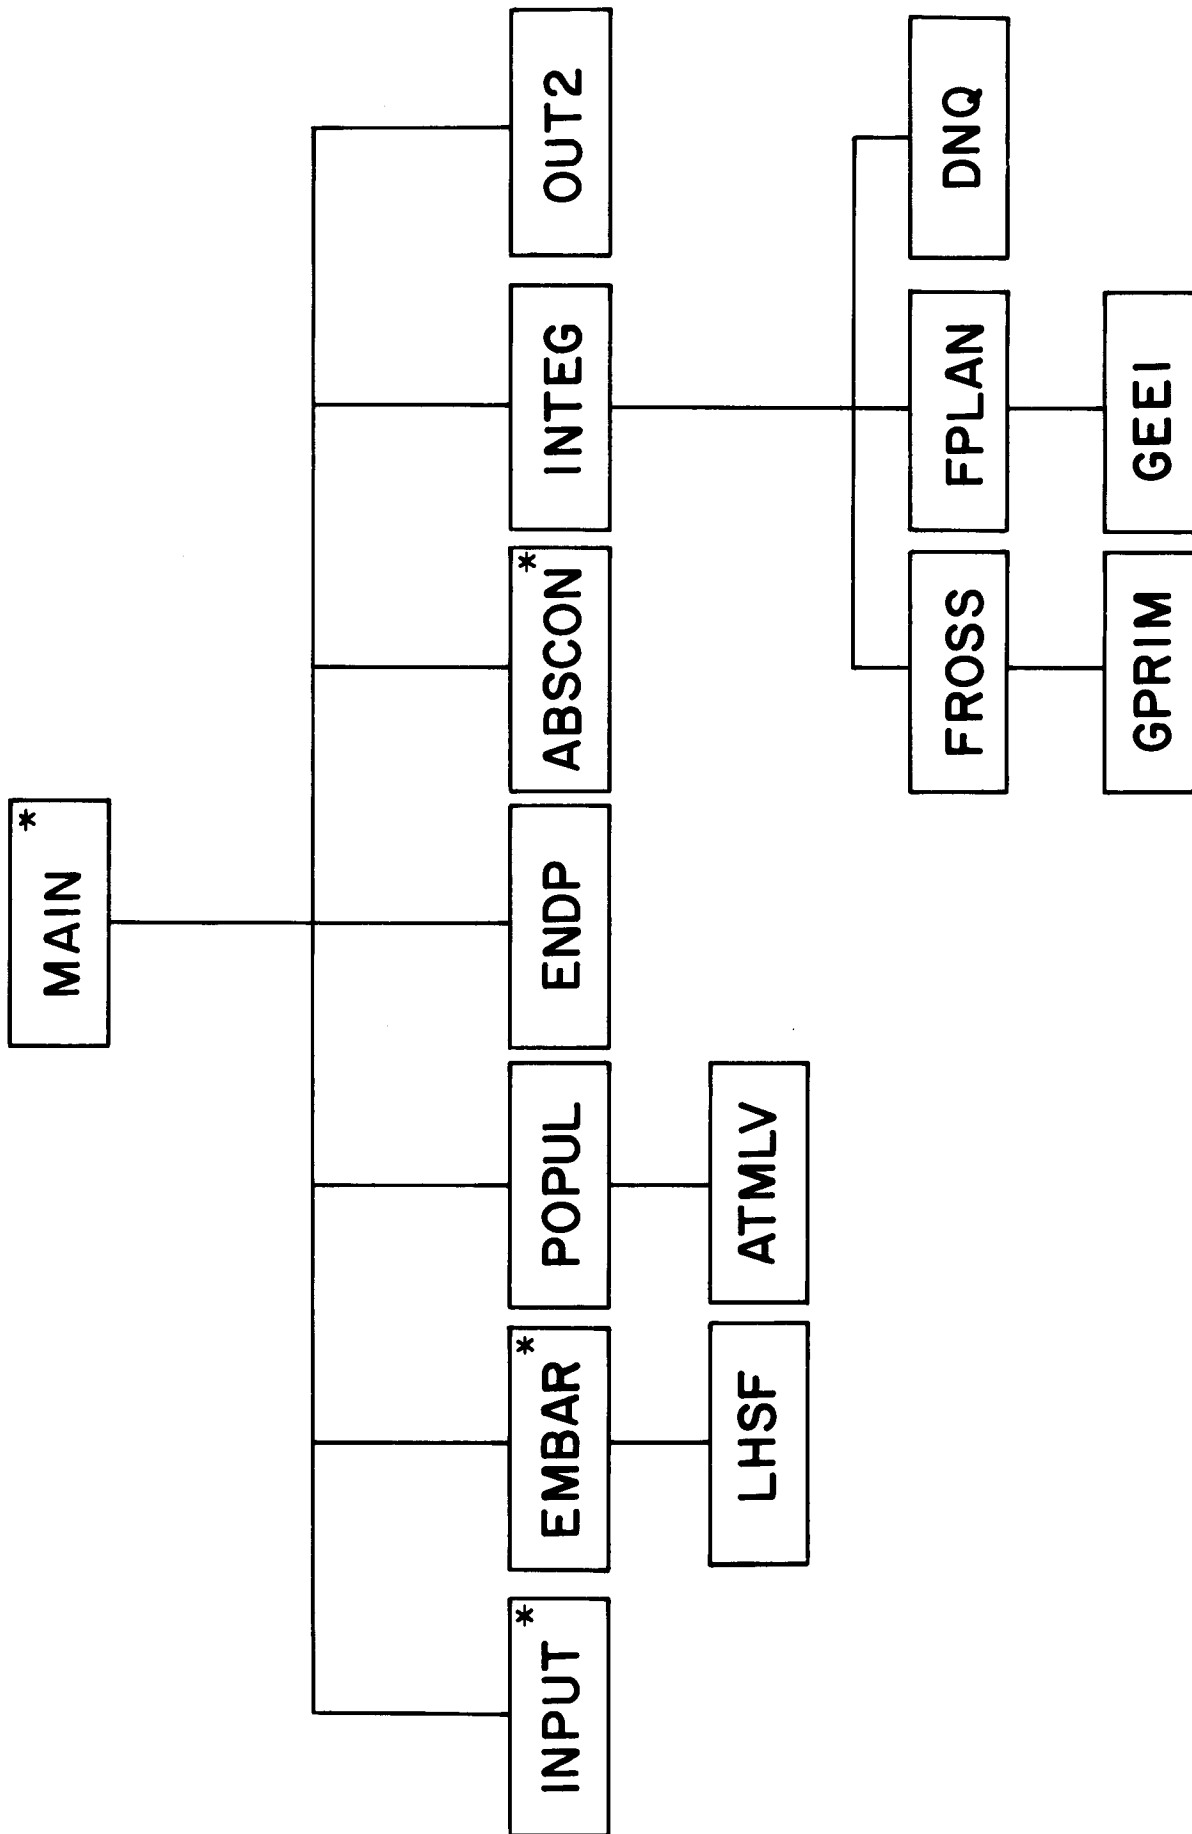 MAIN *
INPUT *
EMBAR *
POPUL
ENDP
ABSCON *
INTEG
OUT2
LHSF
ATMLV
FROSS
FPLAN
DNQ
GPRIM
GEEI